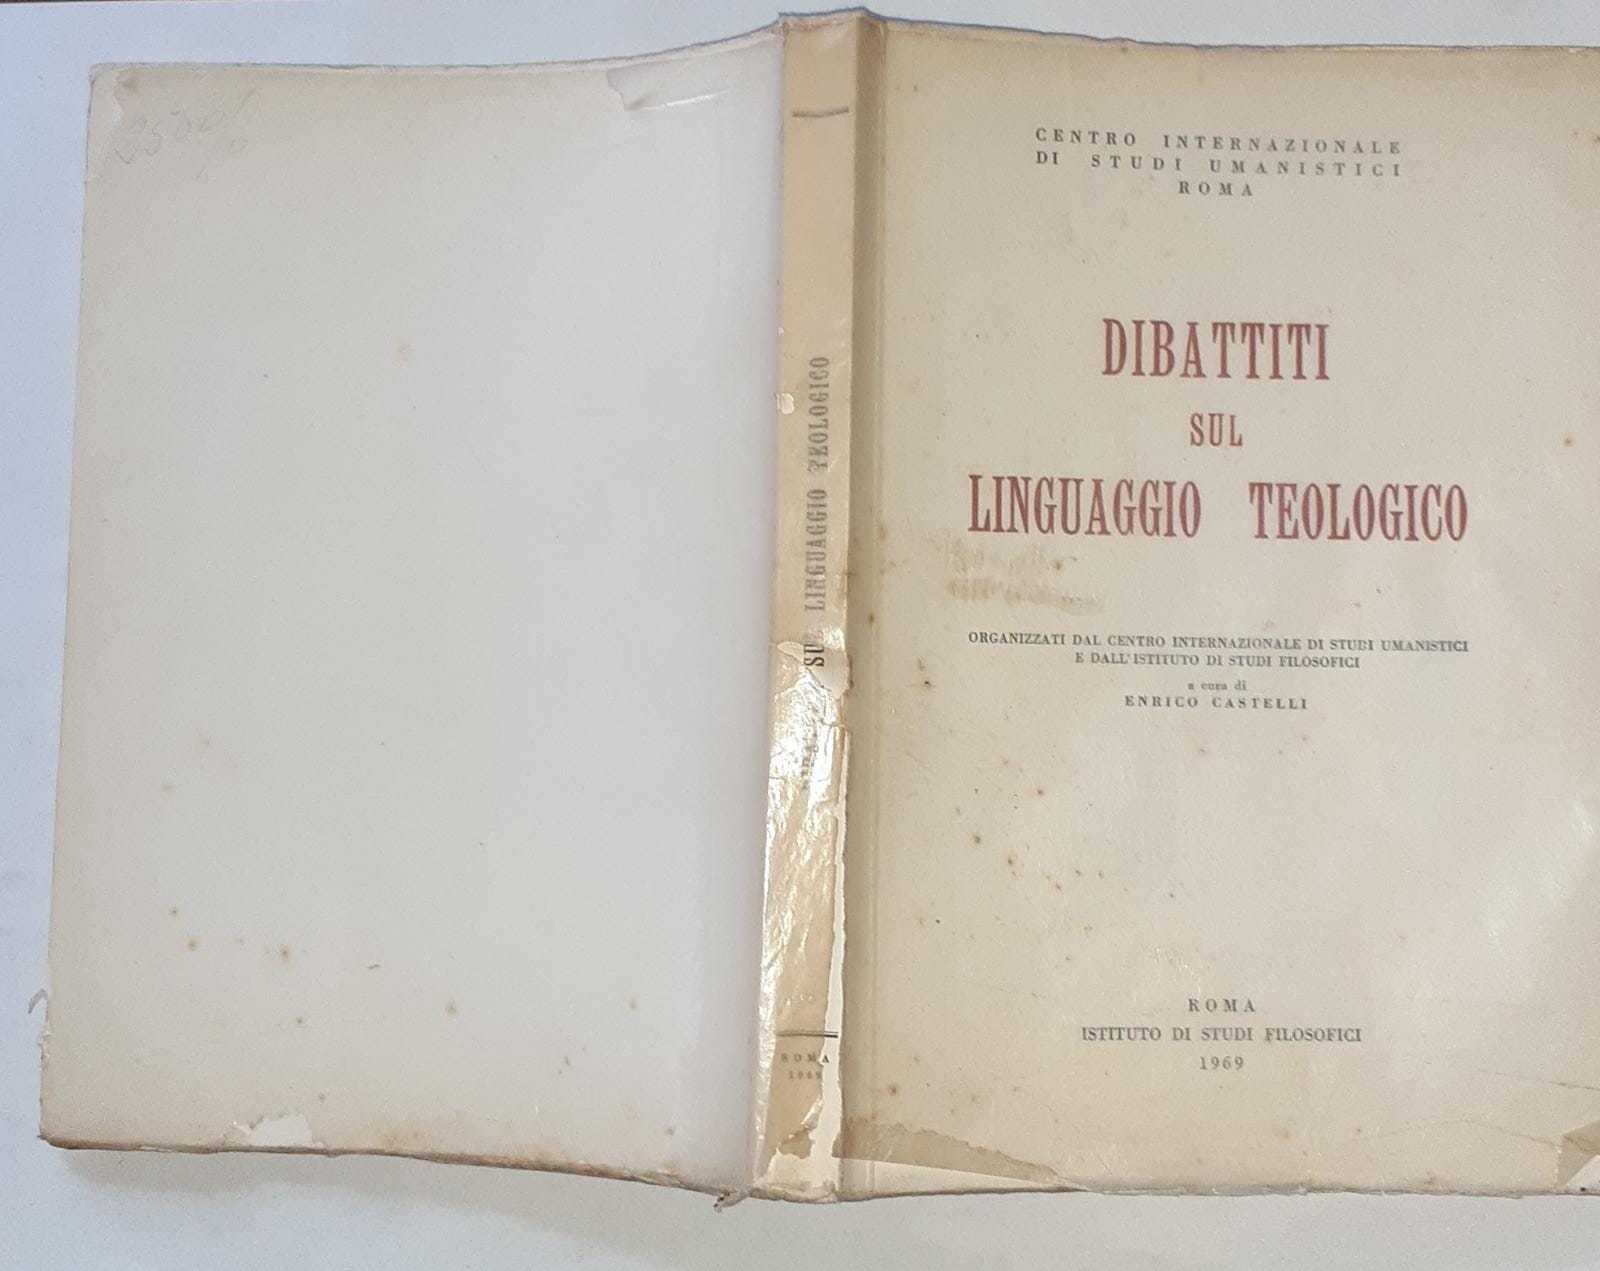 CENTRO INTERNAZIONALE
DI STUDI UMANISTICI
ROMA
DIBATTITI
SUL
LINGUAGGIO TEOLOGICO
ORGANIZZATI DAL CENTRO INTERNAZIONALE DI STUDI UMANISTICI
E DALL'ISTITUTO DI STUDI FILOSOFICI
a cura di
ENRICO CASTELLI
ROMA
ISTITUTO DI STUDI FILOSOFICI
1969
SUL LINGUAGGIO TEOLOGICO
ROMA
1969